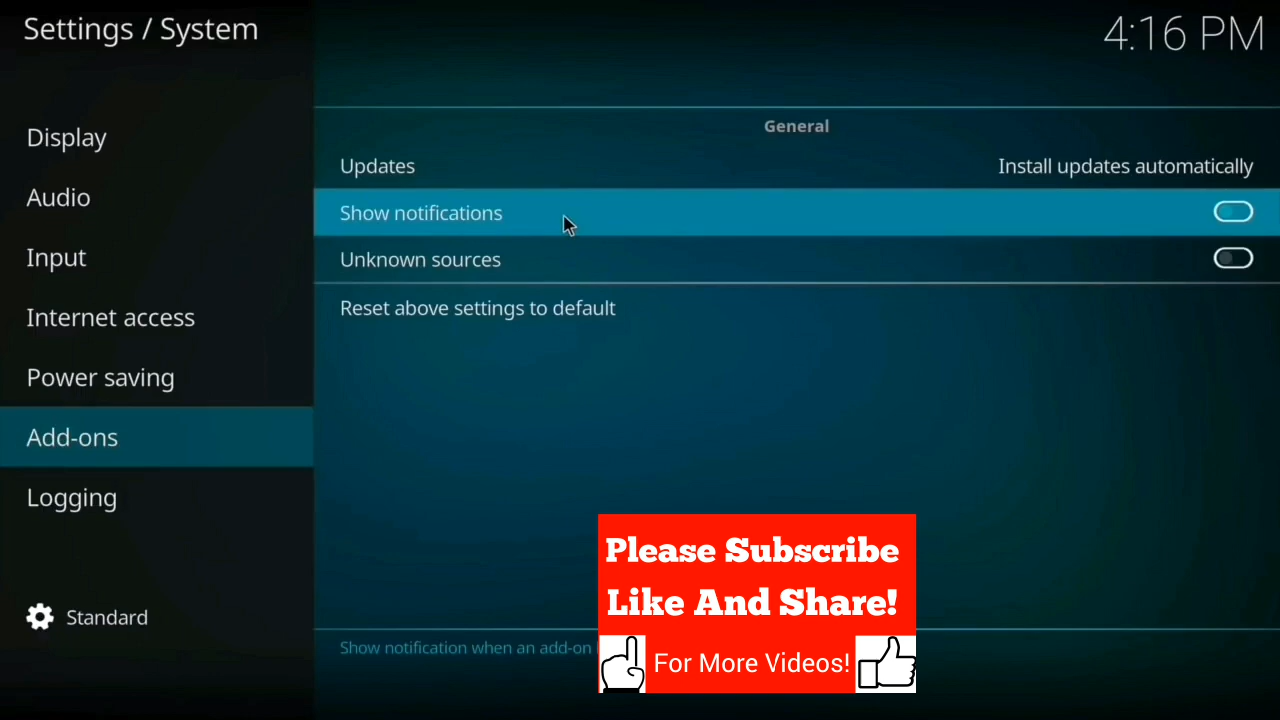 Settings / System
4:16 PM
Display
Audio
Input
Internet access
Power saving
Add-ons
Logging
Standard
General
Updates
Install updates automatically
Show notifications
Unknown sources
Reset above settings to default
Show notification when an add-on
Please Subscribe
Like And Share!
For More Videos!